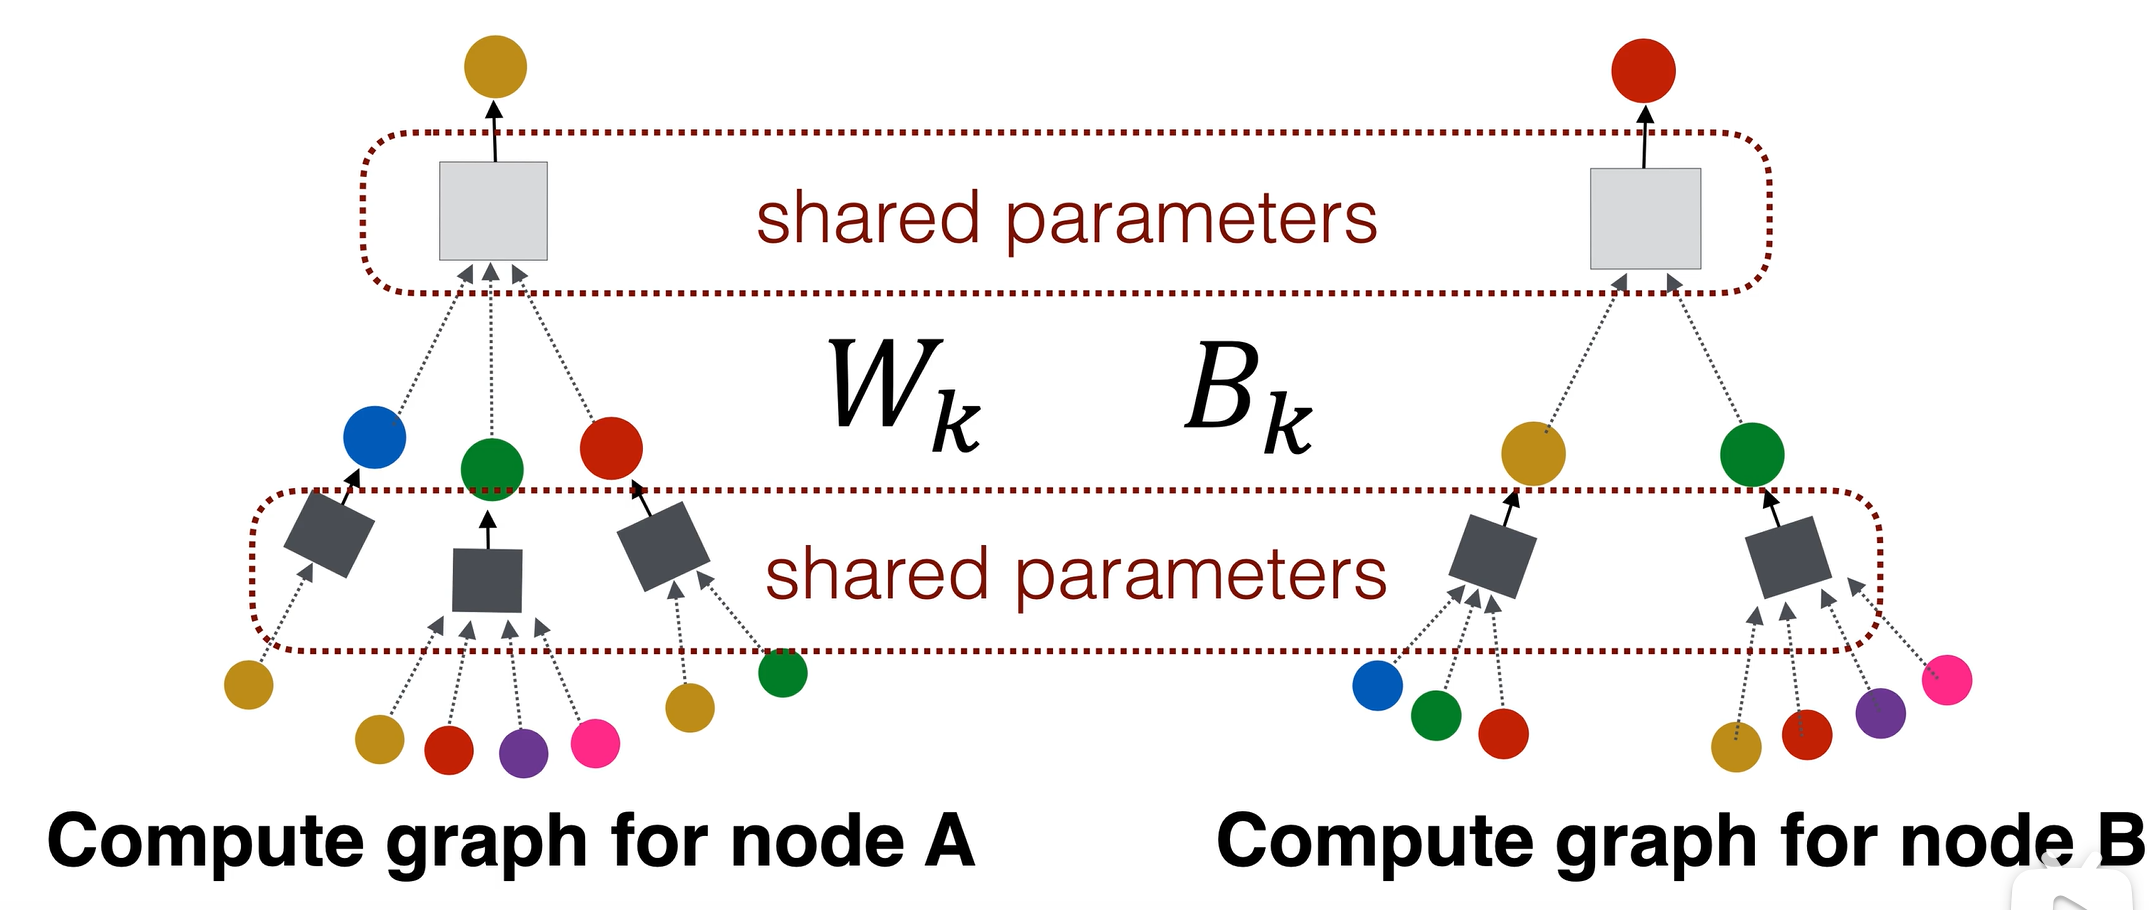 shared parameters
W_k B_k
shared parameters
Compute graph for node A
Compute graph for node B